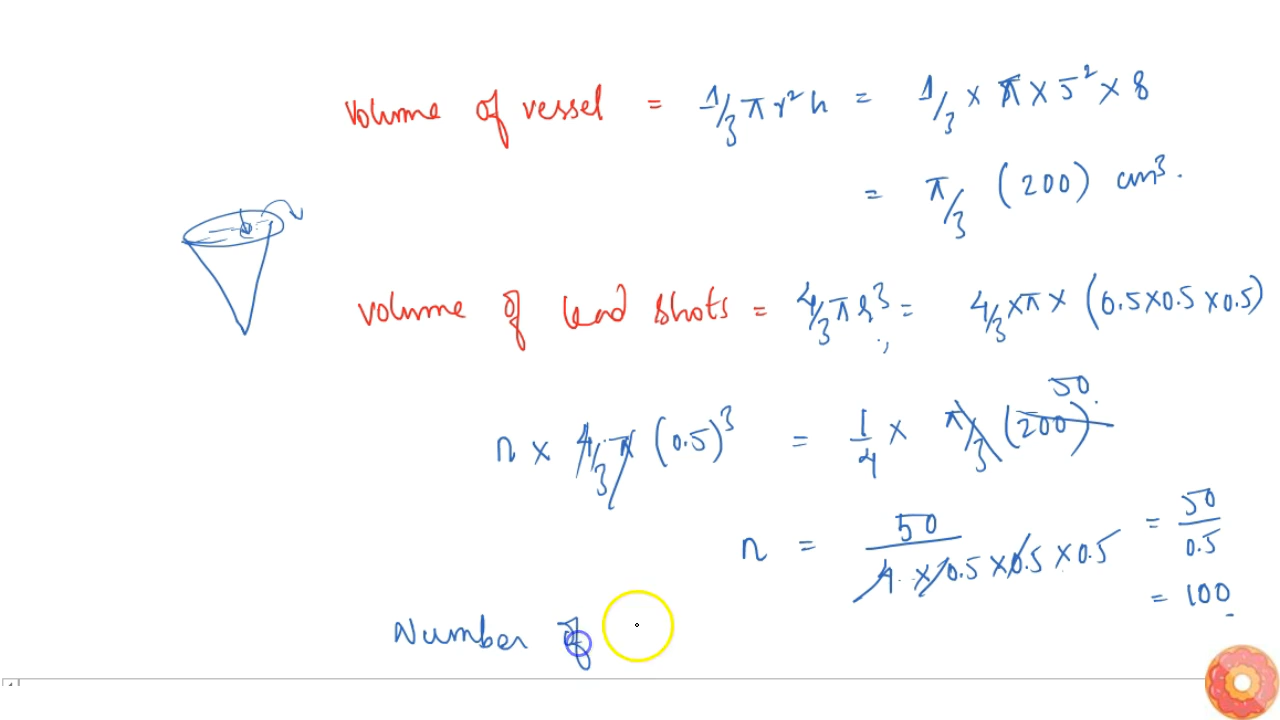 Volume of vessel = 1/3 π r² h = 1/3 × π × 5² × 8
= π/3 (200) cm³.
Volume of lead shots = 4/3 π r³ = 4/3 × π × (0.5×0.5×0.5)
50
n × 4/3 π (0.5)³ = 1/4 × π/3 (200)
n = 50 / 4 × 0.5 × 0.5 × 0.5 = 50/0.5
= 100
Number of